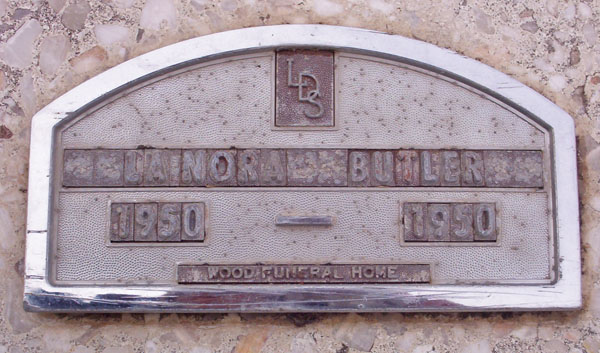 LDS
LA NORA BUTLER
1950 - 1950
WOOD FUNERAL HOME